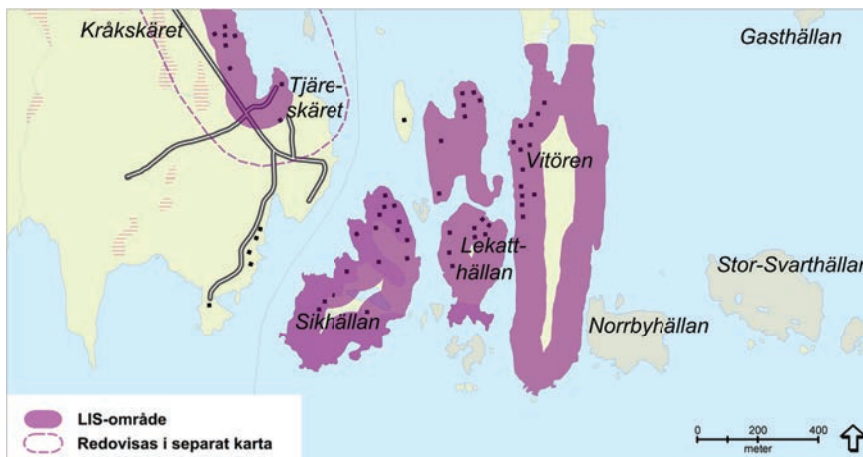 Kråkskäret
Gasthällan
Tjäre-
skäret
Vitören
Lekatt-
hällan
Stor-Svarthällan
Sikhällan
Norrbyhällan
LIS-område
Redovisas i separat karta
0 200 400
meter